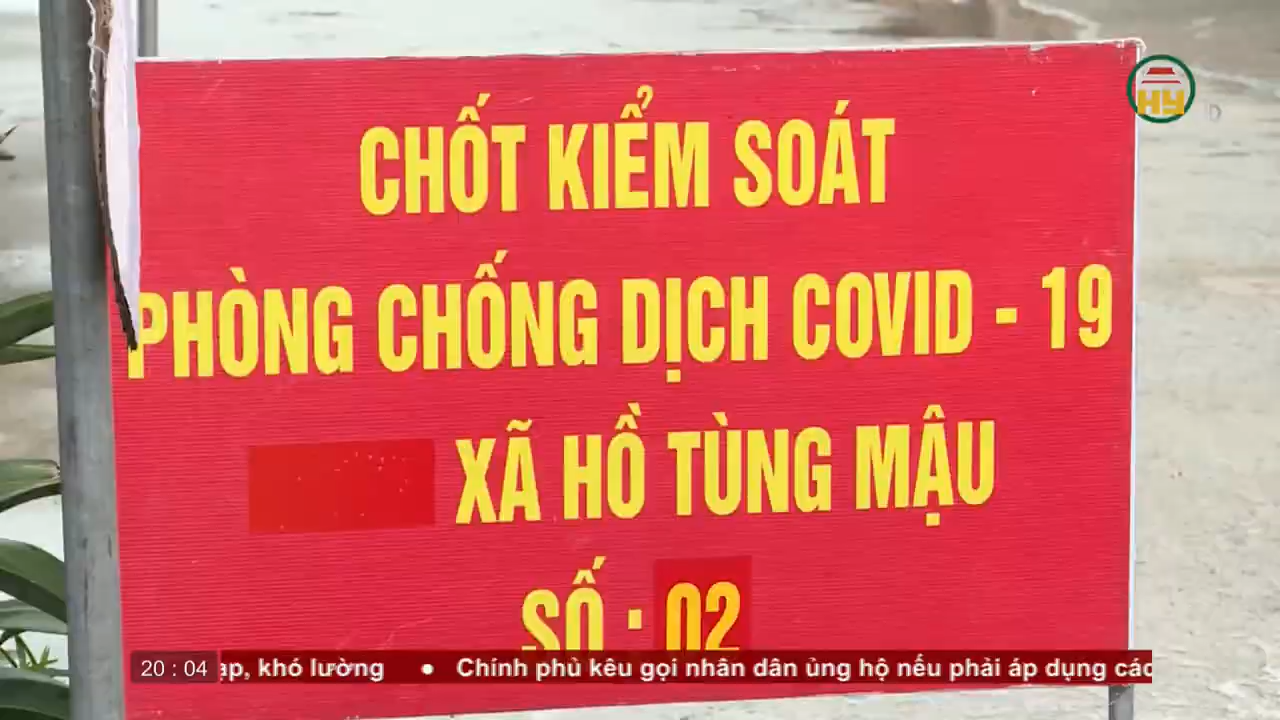 HY
CHỐT KIỂM SOÁT
PHÒNG CHỐNG DỊCH COVID - 19
XÃ HỒ TÙNG MẬU
SỐ : 02
20 : 04 ạp, khó lường ● Chính phủ kêu gọi nhân dân ủng hộ nếu phải áp dụng các